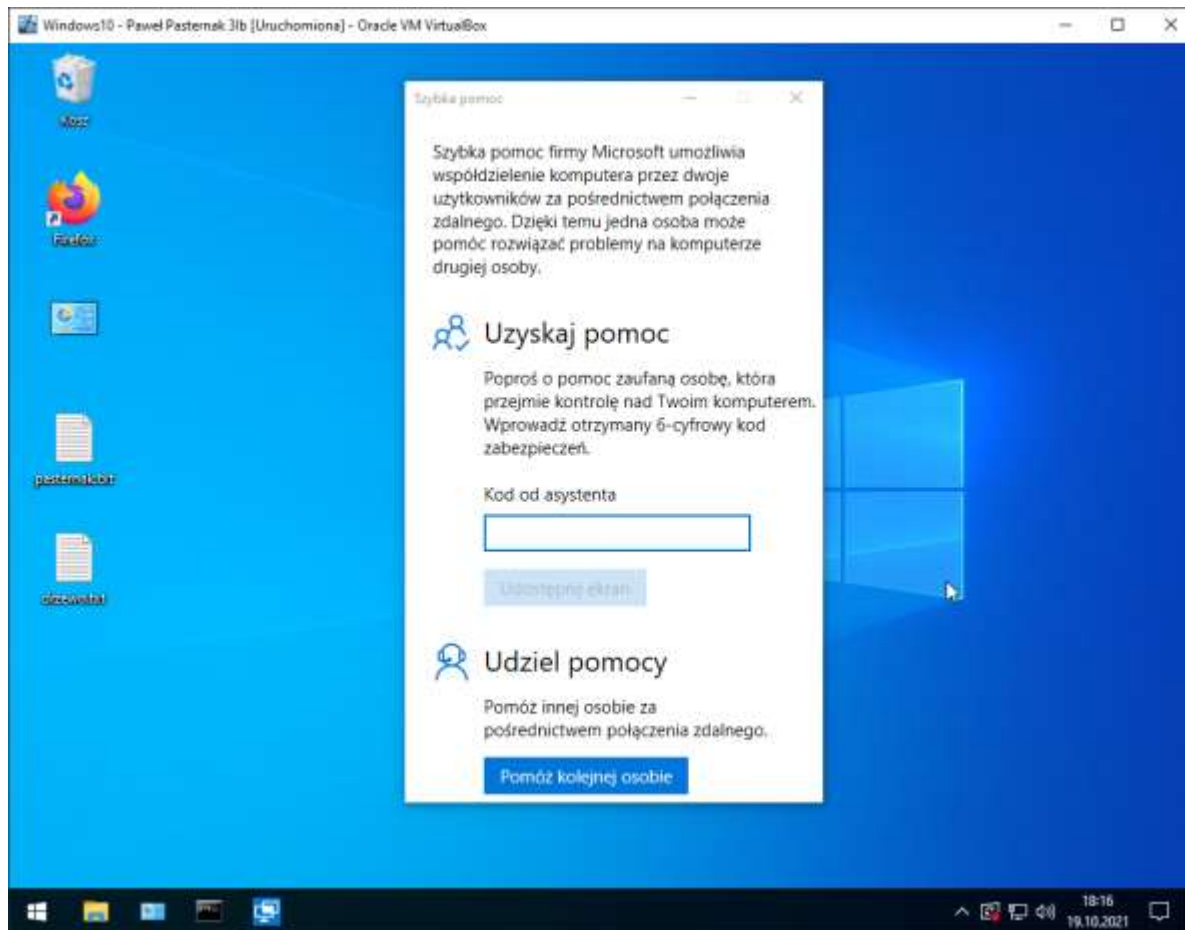 Windows10 - Paweł Pasternak 3lb [Uruchomiona] - Oracle VM VirtualBox
Kosz
Firefox
Szybka pomoc
Szybka pomoc firmy Microsoft umożliwia
współdzielenie komputera przez dwoje
użytkowników za pośrednictwem połączenia
zdalnego. Dzięki temu jedna osoba może
pomóc rozwiązać problemy na komputerze
drugiej osoby.
Uzyskaj pomoc
Poproś o pomoc zaufaną osobę, która
przejmie kontrolę nad Twoim komputerem.
Wprowadź otrzymany 6-cyfrowy kod
zabezpieczeń.
Kod od asystenta
Udostępnij ekran
Udziel pomocy
Pomóż innej osobie za
pośrednictwem połączenia zdalnego.
Pomóż kolejnej osobie
18:16
19.10.2021